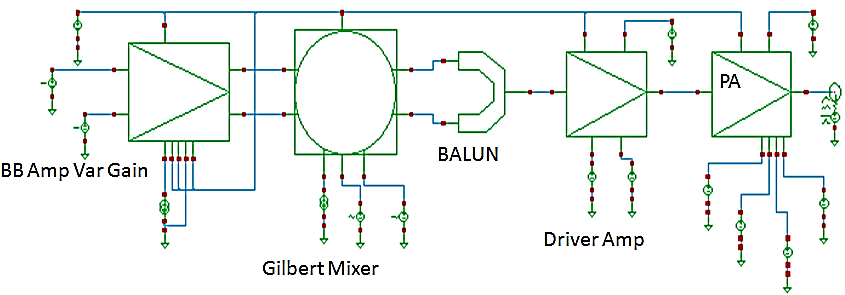 PA
BALUN
BB Amp Var Gain
Driver Amp
Gilbert Mixer